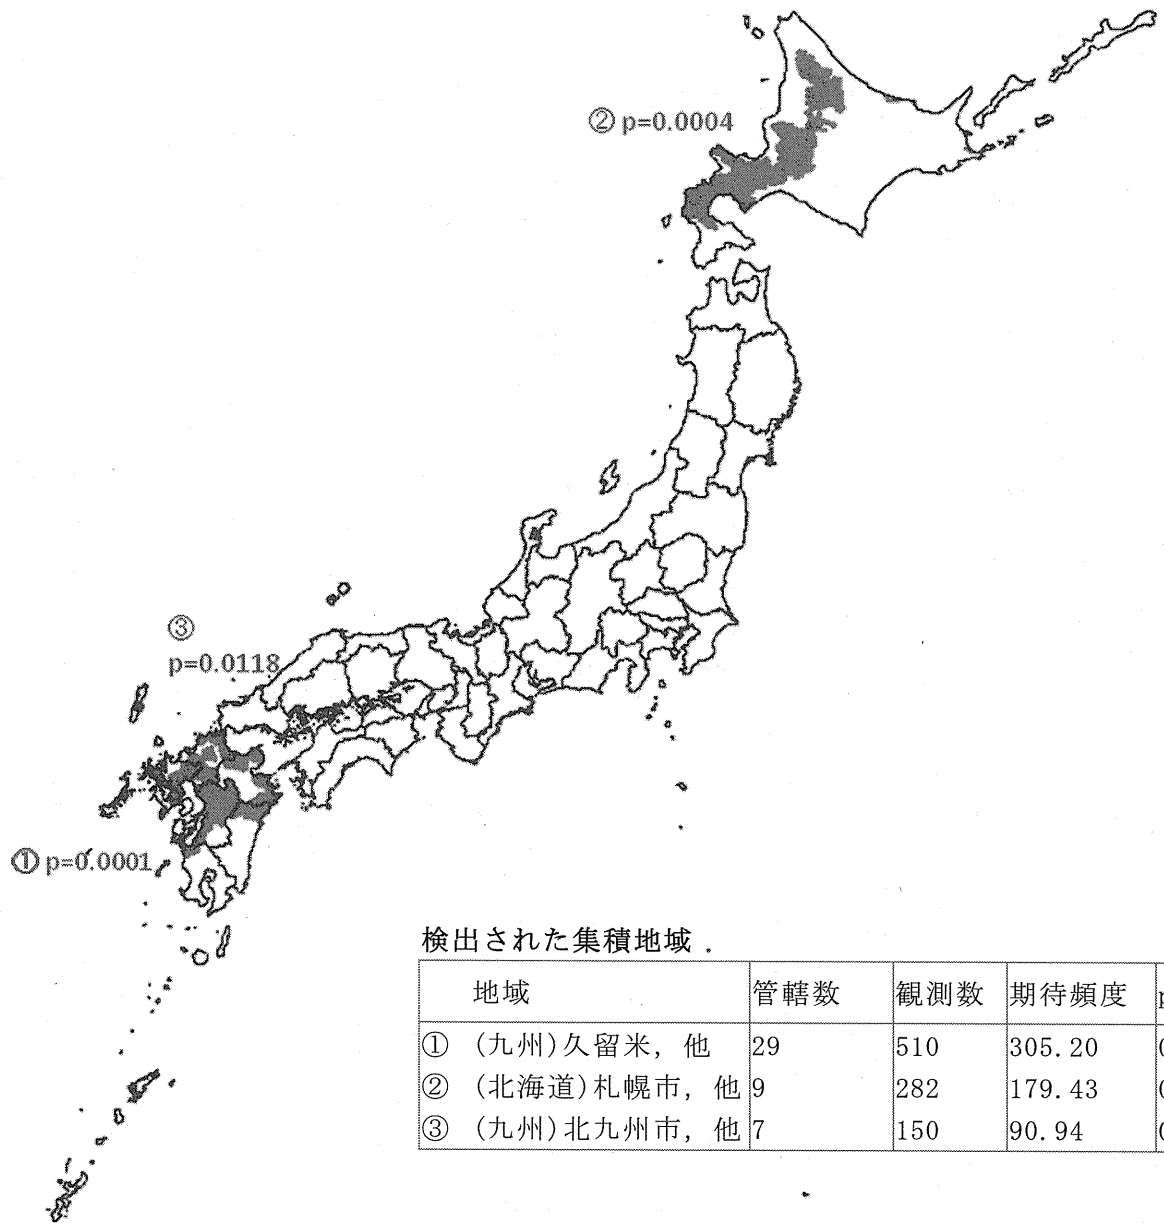 ② p=0.0004
③
p=0.0118
① p=0.0001
検出された集積地域 .
地域 管轄数 観測数 期待頻度
① (九州)久留米, 他 29 510 305.20
② (北海道)札幌市, 他 9 282 179.43
③ (九州)北九州市, 他 7 150 90.94